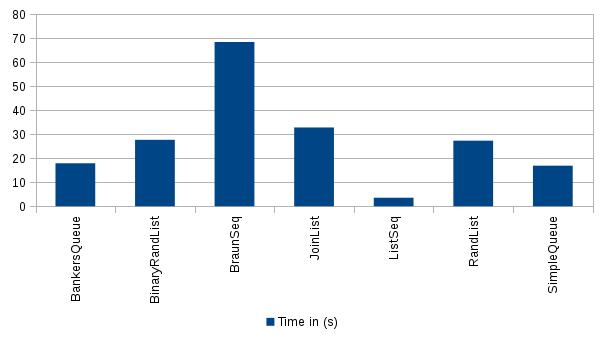 80
70
60
50
40
30
20
10
0
BankersQueue
BinaryRandList
BraunSeq
JoinList
ListSeq
RandList
SimpleQueue
Time in (s)